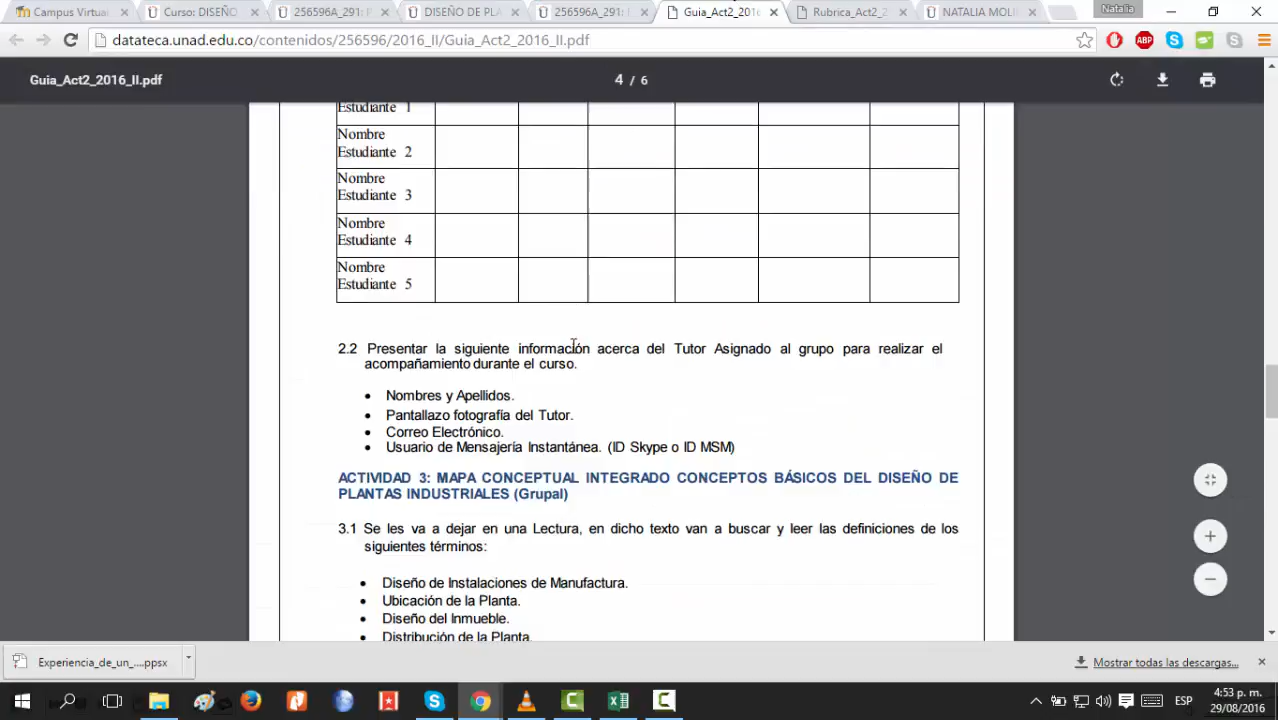 Campus Virtua
Curso: DISEÑO
256596A_291:
DISEÑO DE PLA
256596A_291:
Guia_Act2_2016
Rubrica_Act2_2
NATALIA MOLI
Natalia
datateca.unad.edu.co/contenidos/256596/2016_II/Guia_Act2_2016_II.pdf
ABP
Guia_Act2_2016_II.pdf
4 / 6
Estudiante 1
Nombre
Estudiante 2
Nombre
Estudiante 3
Nombre
Estudiante 4
Nombre
Estudiante 5
2.2 Presentar la siguiente información acerca del Tutor Asignado al grupo para realizar el
acompañamiento durante el curso.
• Nombres y Apellidos.
• Pantallazo fotografía del Tutor.
• Correo Electrónico.
• Usuario de Mensajería Instantánea. (ID Skype o ID MSM)
ACTIVIDAD 3: MAPA CONCEPTUAL INTEGRADO CONCEPTOS BÁSICOS DEL DISEÑO DE
PLANTAS INDUSTRIALES (Grupal)
3.1 Se les va a dejar en una Lectura, en dicho texto van a buscar y leer las definiciones de los
siguientes términos:
• Diseño de Instalaciones de Manufactura.
• Ubicación de la Planta.
• Diseño del Inmueble.
• Distribución de la Planta.
Experiencia_de_un_....ppsx
Mostrar todas las descargas...
ESP
4:53 p. m.
29/08/2016